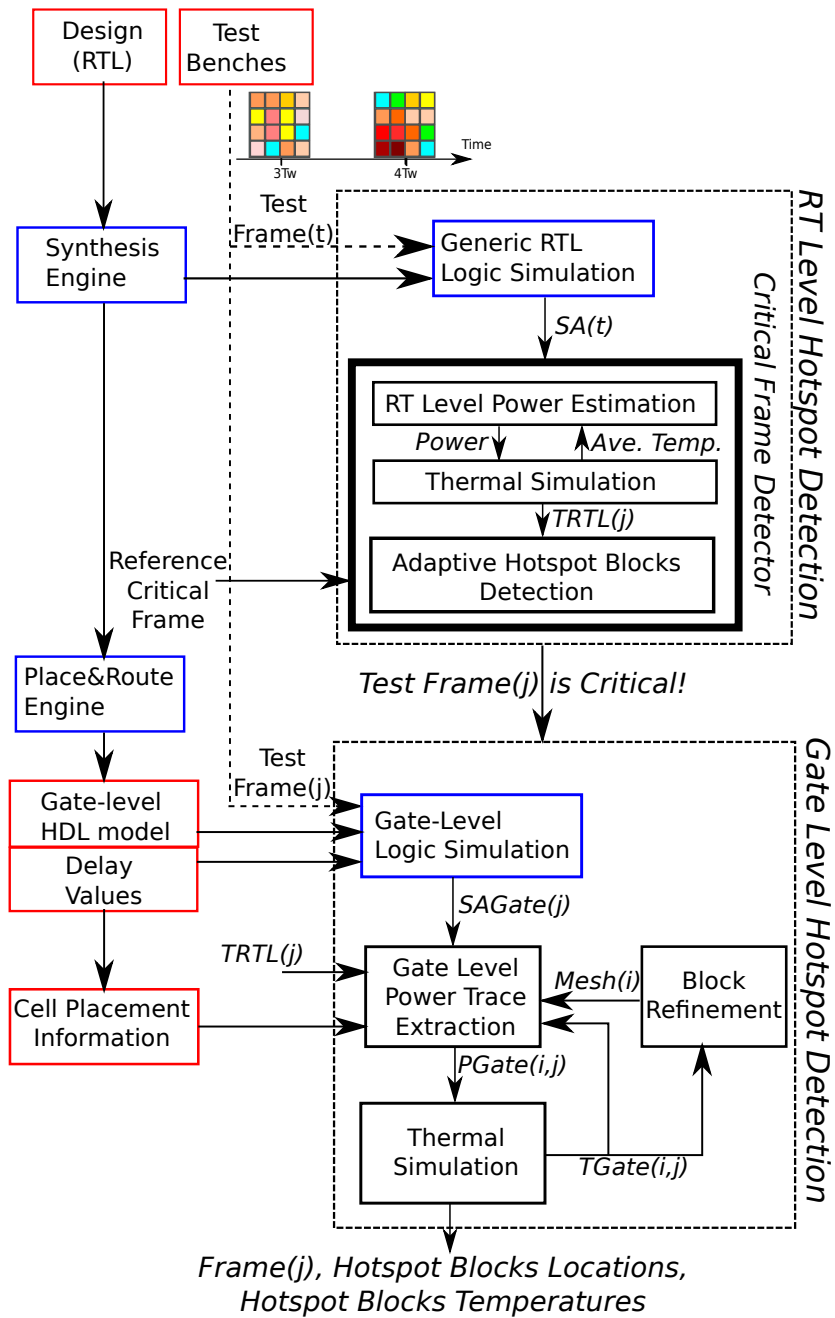 Design
(RTL)
Test
Benches
Time
3Tw
4Tw
Test
Frame(t)
Synthesis
Engine
Generic RTL
Logic Simulation
SA(t)
RT Level Hotspot Detection
Critical Frame Detector
RT Level Power Estimation
Power
Ave. Temp.
Thermal Simulation
TRTL(j)
Adaptive Hotspot Blocks
Detection
Reference
Critical
Frame
Place&Route
Engine
Test Frame(j) is Critical!
Test
Frame(j)
Gate Level Hotspot Detection
Gate-level
HDL model
Delay
Values
Gate-Level
Logic Simulation
SAGate(j)
TRTL(j)
Gate Level
Power Trace
Extraction
Mesh(i)
Block
Refinement
Cell Placement
Information
PGate(i,j)
Thermal
Simulation
TGate(i,j)
Frame(j), Hotspot Blocks Locations,
Hotspot Blocks Temperatures